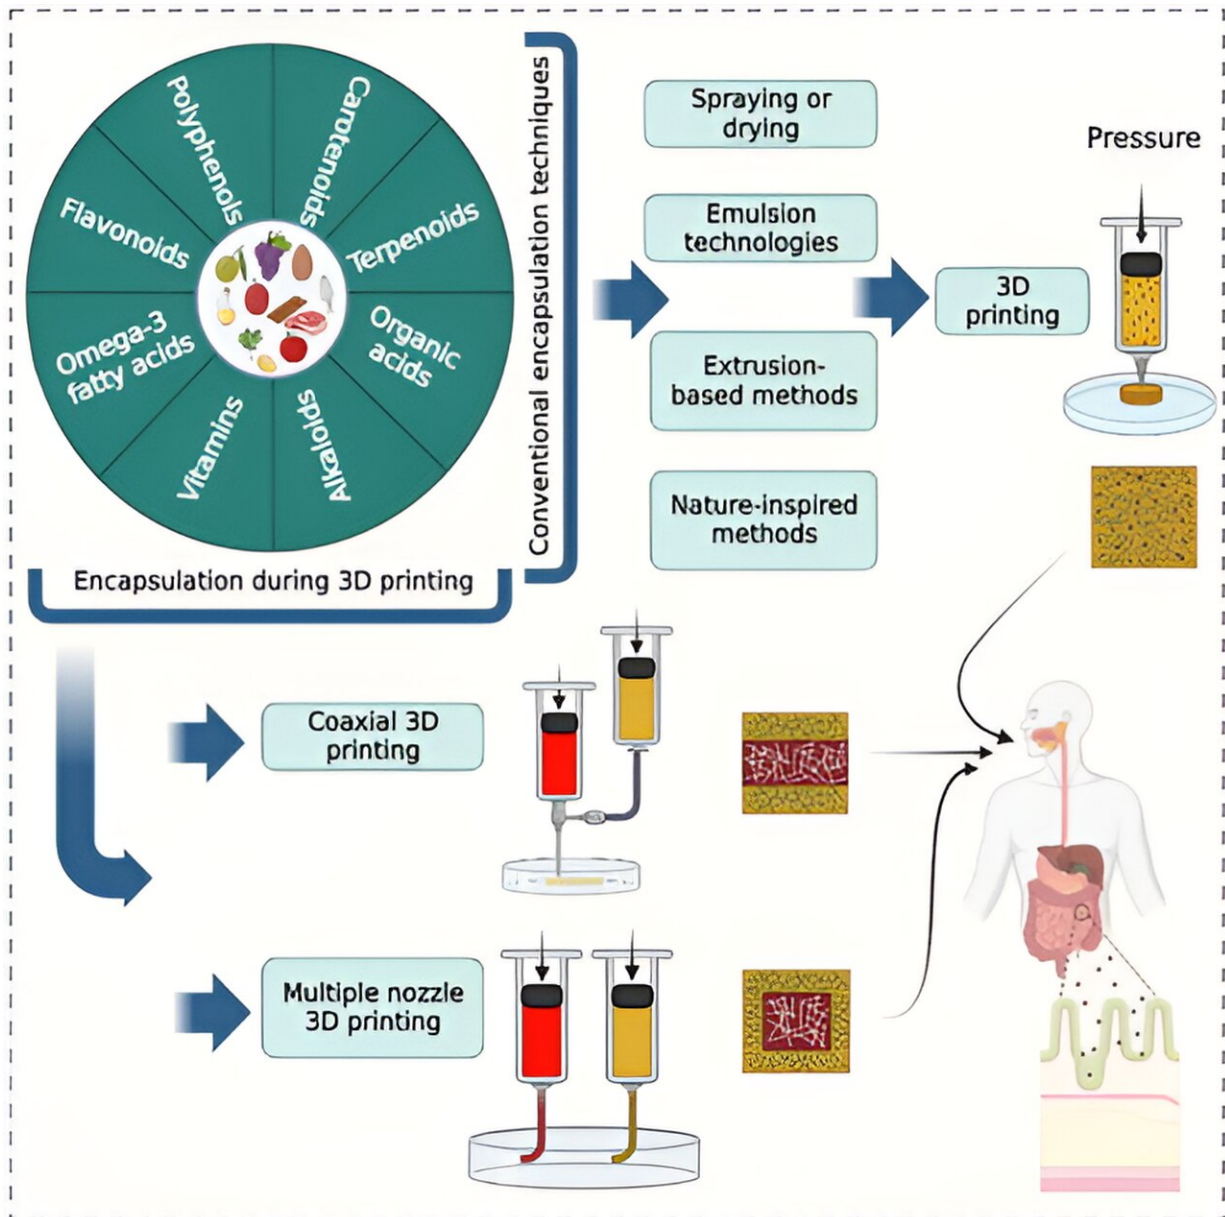 Polyphenols
Carotenoids
Flavonoids
Terpenoids
Omega-3
fatty acids
Organic
acids
Vitamins
Alkaloids
Conventional encapsulation techniques
Encapsulation during 3D printing
Spraying or
drying
Emulsion
technologies
Extrusion-
based methods
Nature-inspired
methods
3D
printing
Pressure
Coaxial 3D
printing
Multiple nozzle
3D printing